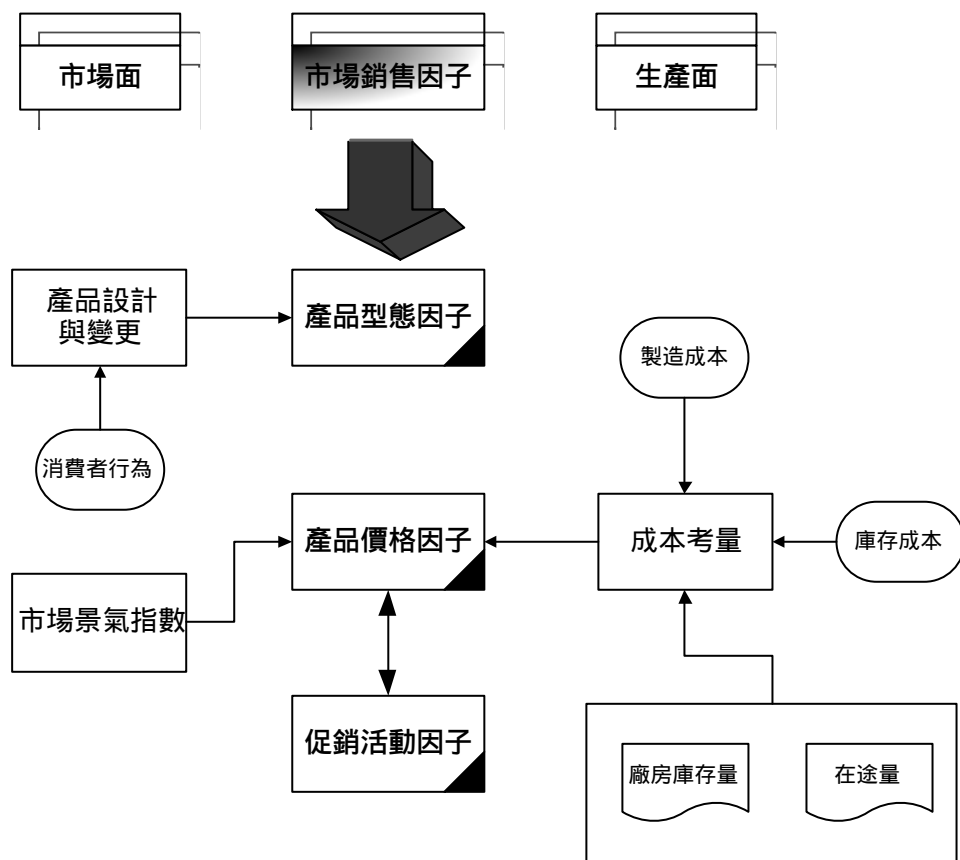 市場面
市場銷售因子
生產面
產品設計
與變更
產品型態因子
製造成本
消費者行為
產品價格因子
成本考量
庫存成本
市場景氣指數
促銷活動因子
廠房庫存量
在途量